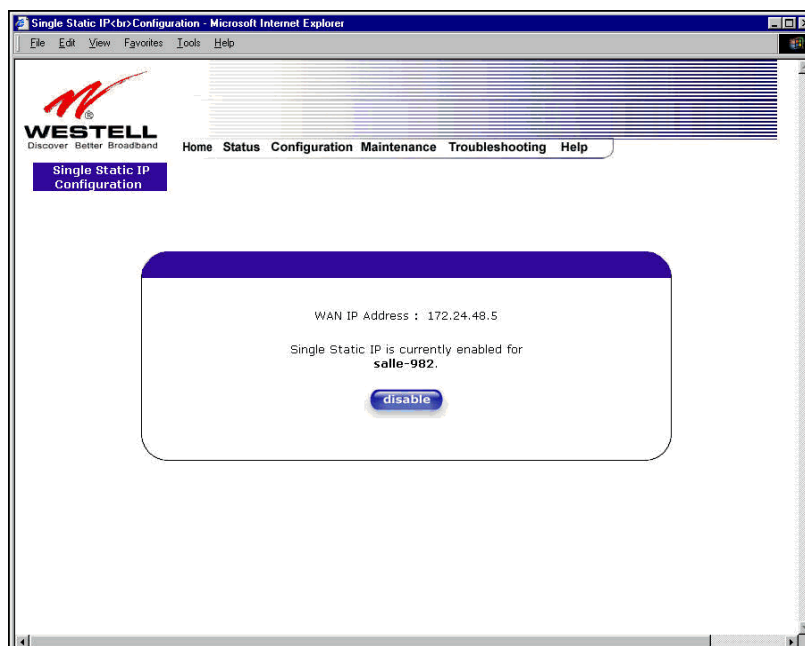 Single Static IP<br>Configuration - Microsoft Internet Explorer
File Edit View Favorites Tools Help
WESTELL
®
Discover Better Broadband
Home Status Configuration Maintenance Troubleshooting Help
Single Static IP
Configuration
WAN IP Address : 172.24.48.5
Single Static IP is currently enabled for
salle-982.
disable